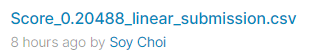 Score_0.20488_linear_submission.csv
8 hours ago by Soy Choi